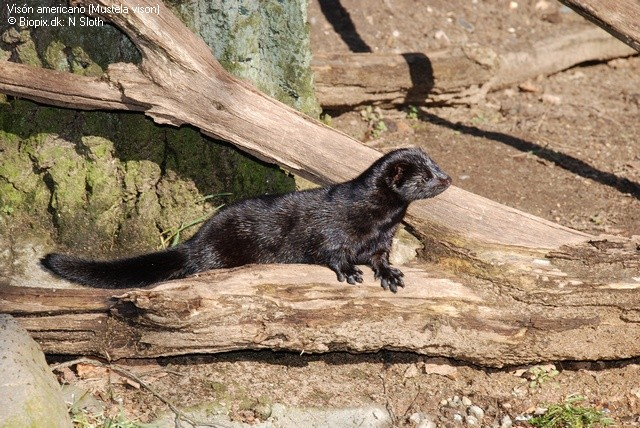 Visón americano (Mustela vison)
© Biopix.dk: N Sloth